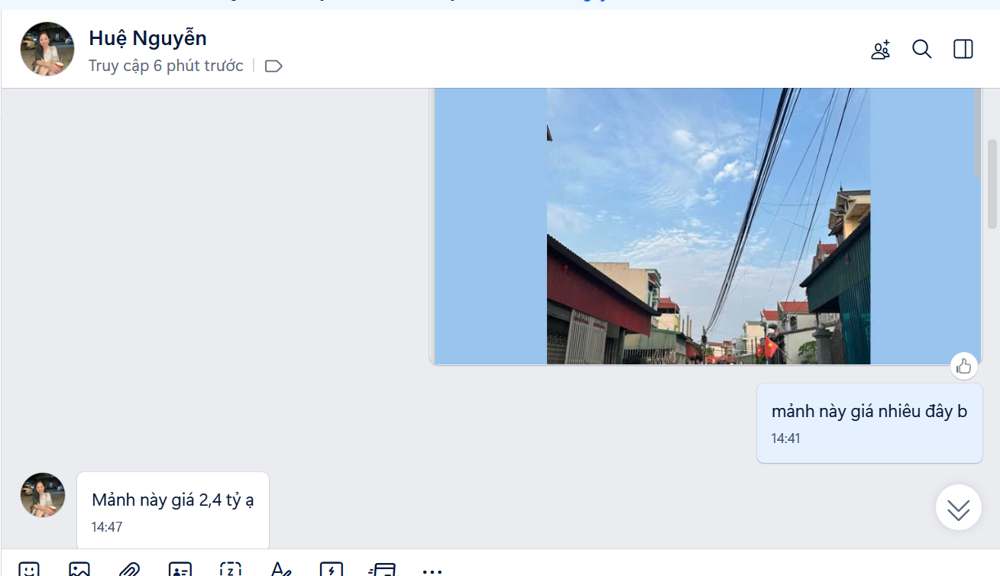 Huệ Nguyễn
Truy cập 6 phút trước
mảnh này giá nhiêu đây b
14:41
Mảnh này giá 2,4 tỷ ạ
14:47